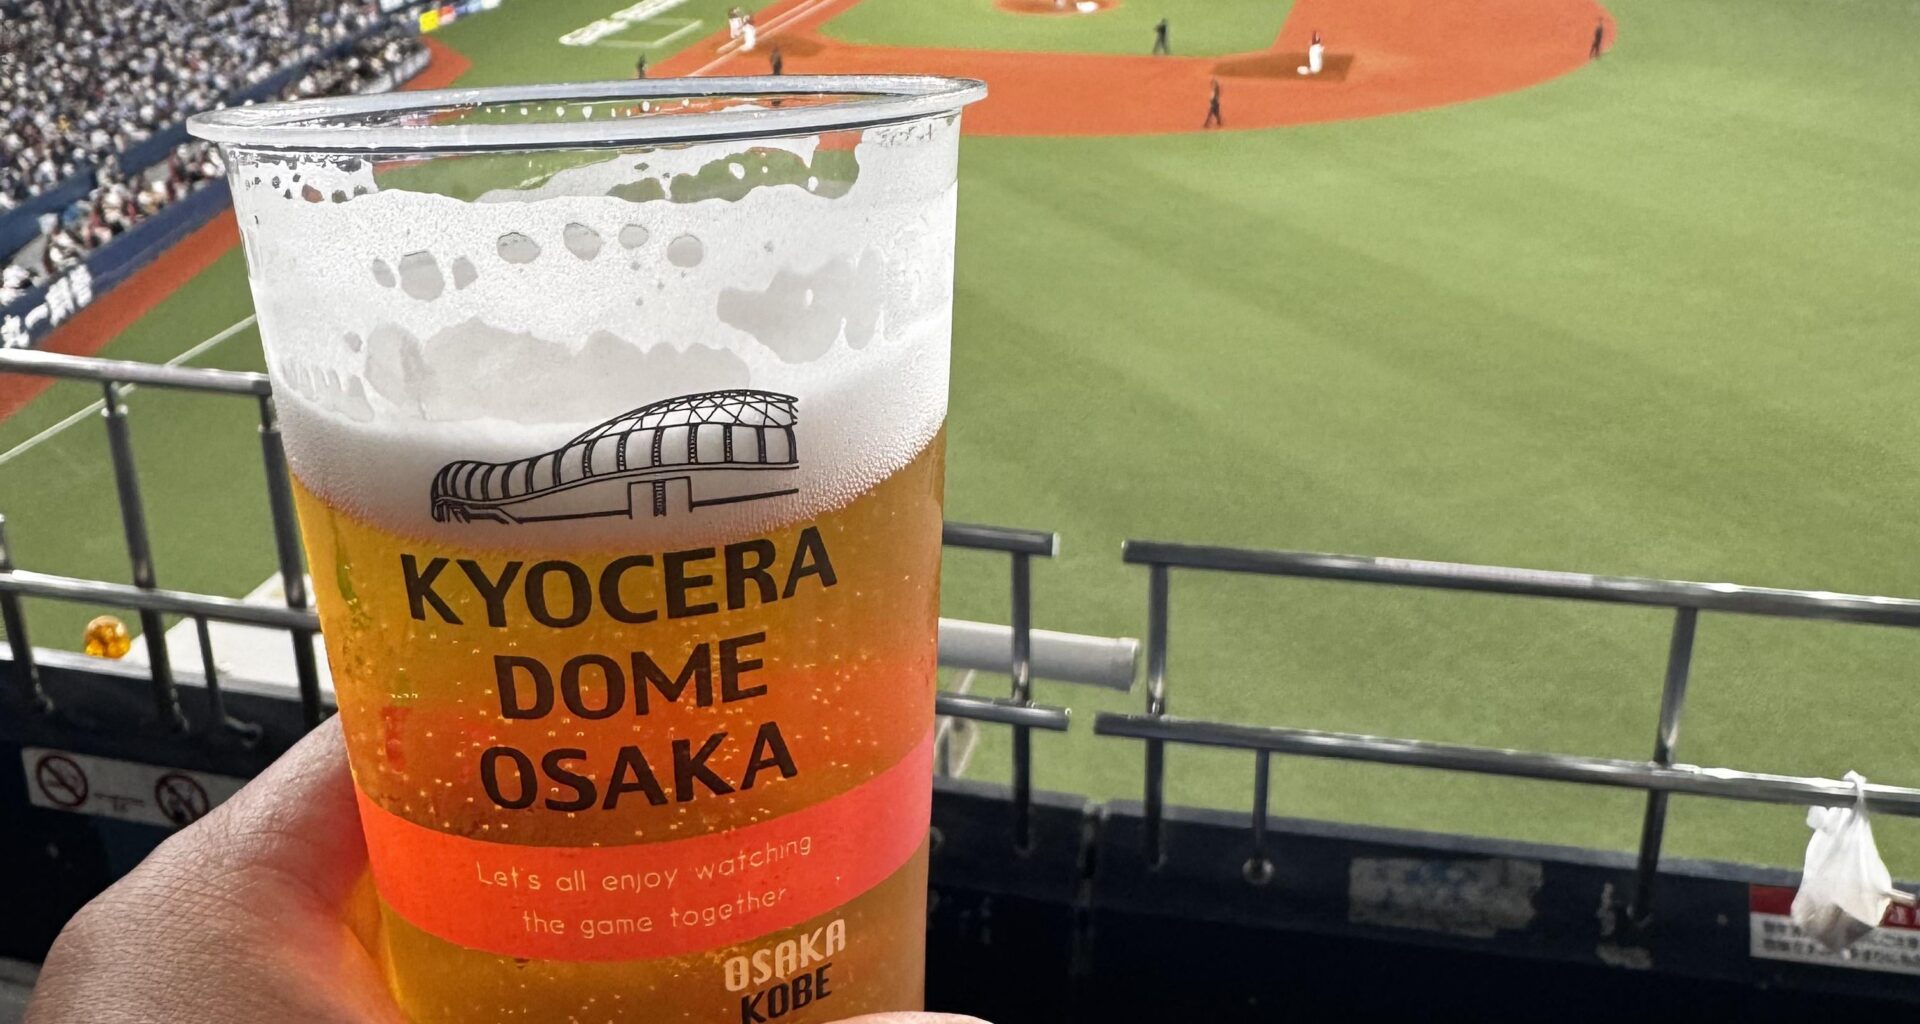 KYOCERA
DOME
OSAKA
Let's all enjoy watching
the game together
OSAKA
KOBE